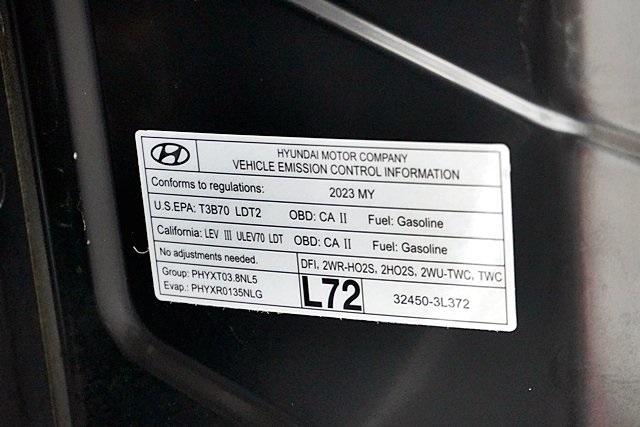 HYUNDAI MOTOR COMPANY
VEHICLE EMISSION CONTROL INFORMATION
Conforms to regulations: 2023 MY
U.S.EPA: T3B70 LDT2 OBD: CA II Fuel: Gasoline
California: LEV III ULEV70 LDT OBD: CA II Fuel: Gasoline
No adjustments needed. DFI, 2WR-HO2S, 2HO2S, 2WU-TWC, TWC
Group: PHYXT03.8NL5
Evap.: PHYXR0135NLG
L72 32450-3L372